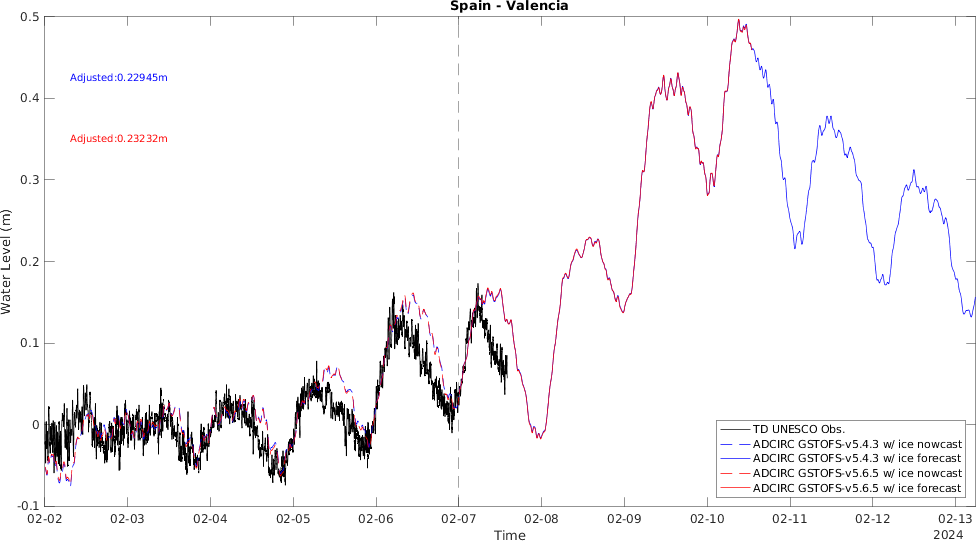 Spain - Valencia
Adjusted:0.22945m
Adjusted:0.23232m
Water Level (m)
0.5
0.4
0.3
0.2
0.1
0
-0.1
TD UNESCO Obs.
ADCIRC GSTOFS-v5.4.3 w/ ice nowcast
ADCIRC GSTOFS-v5.4.3 w/ ice forecast
ADCIRC GSTOFS-v5.6.5 w/ ice nowcast
ADCIRC GSTOFS-v5.6.5 w/ ice forecast
02-02 02-03 02-04 02-05 02-06 02-07 02-08 02-09 02-10 02-11 02-12 02-13
2024
Time